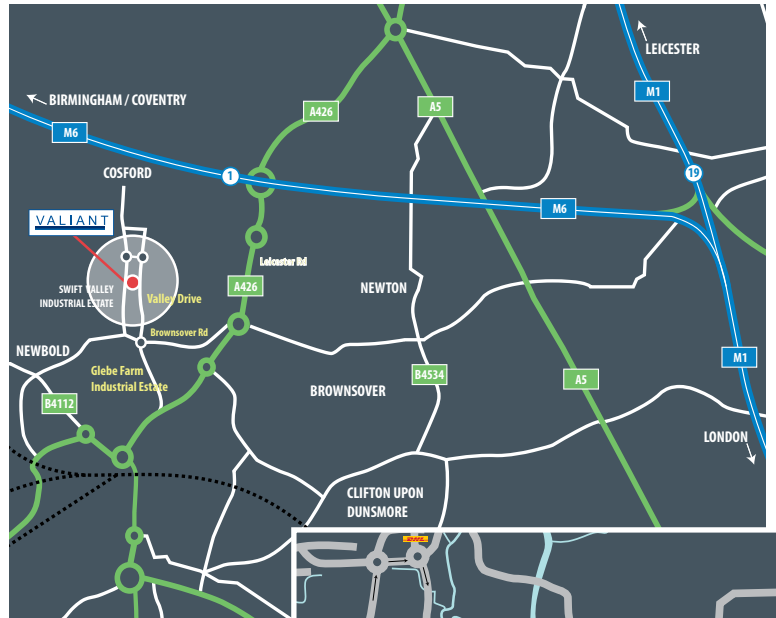 LEICESTER
BIRMINGHAM / COVENTRY
M1
A426
A5
M6
COSFORD
1
19
M6
VALIANT
Leicester Rd
SWIFT VALLEY
INDUSTRIAL ESTATE
Valley Drive
A426
NEWTON
Brownsover Rd
NEWBOLD
M1
Glebe Farm
Industrial Estate
BROWNSOVER
B4534
A5
B4112
LONDON
CLIFTON UPON
DUNSMORE
DHL